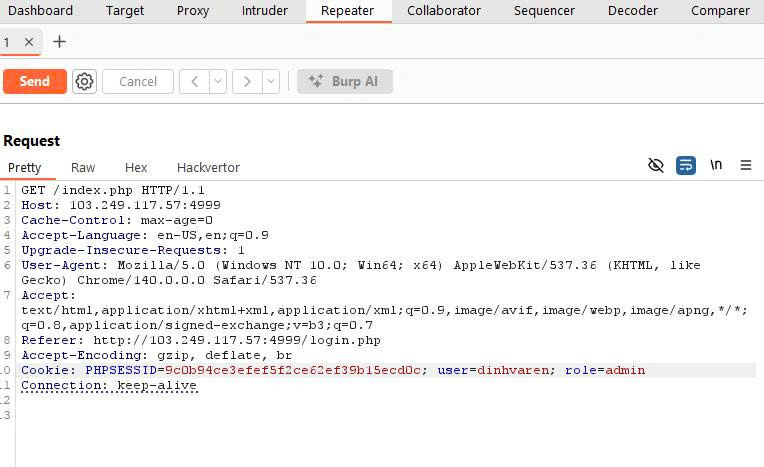 Dashboard Target Proxy Intruder Repeater Collaborator Sequencer Decoder Comparer
1 × +
Send Cancel < > Burp AI
Request
Pretty Raw Hex Hackvertor \n
1 GET /index.php HTTP/1.1
2 Host: 103.249.117.57:4999
3 Cache-Control: max-age=0
4 Accept-Language: en-US,en;q=0.9
5 Upgrade-Insecure-Requests: 1
6 User-Agent: Mozilla/5.0 (Windows NT 10.0; Win64; x64) AppleWebKit/537.36 (KHTML, like
Gecko) Chrome/140.0.0.0 Safari/537.36
7 Accept:
text/html,application/xhtml+xml,application/xml;q=0.9,image/avif,image/webp,image/apng,*/*;
q=0.8,application/signed-exchange;v=b3;q=0.7
8 Referer: http://103.249.117.57:4999/login.php
9 Accept-Encoding: gzip, deflate, br
10 Cookie: PHPSESSID=9c0b94ce3efef5f2ce62ef39b15ecd0c; user=dinhvaren; role=admin
11 Connection: keep-alive
12
13